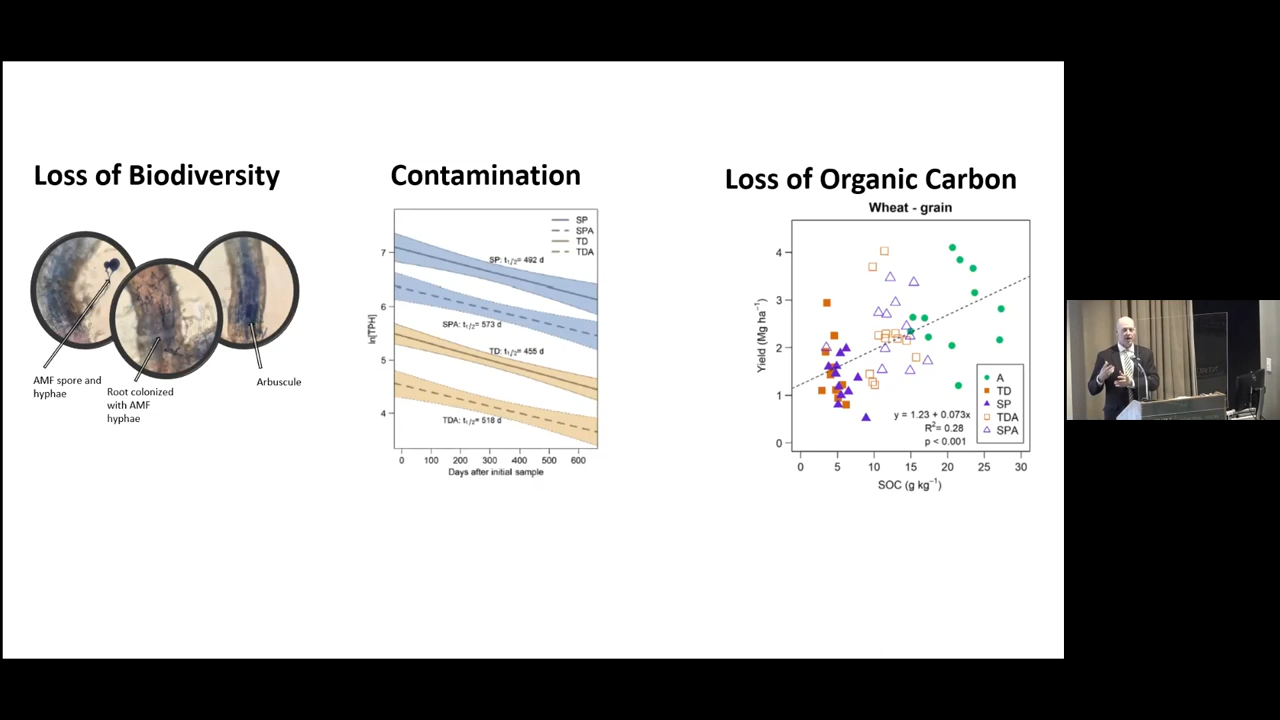 Loss of Biodiversity
AMF spore and
hyphae
Root colonized
with AMF
hyphae
Arbuscule
Contamination
SP
SPA
TD
TDA
7
6
5
4
ln[TPH]
SP: t1/2= 492 d
SPA: t1/2= 573 d
TD: t1/2= 455 d
TDA: t1/2= 518 d
0 100 200 300 400 500 600
Days after initial sample
Loss of Organic Carbon
Wheat - grain
4
3
2
1
0
Yield (Mg ha⁻¹)
A
TD
SP
TDA
SPA
y = 1.23 + 0.073x
R²= 0.28
p < 0.001
0 5 10 15 20 25 30
SOC (g kg⁻¹)